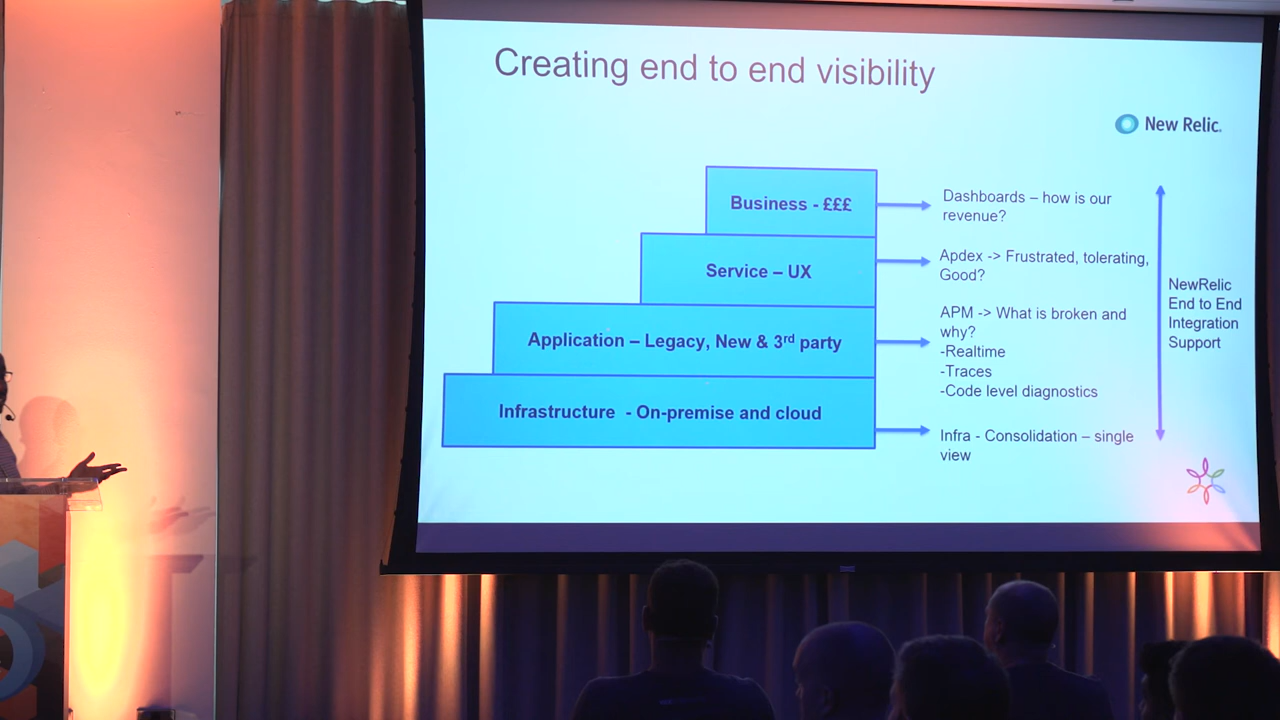 Creating end to end visibility
New Relic.
Business - £££
Dashboards – how is our
revenue?
Service – UX
Apdex -> Frustrated, tolerating,
Good?
Application – Legacy, New & 3rd party
APM -> What is broken and
why?
-Realtime
-Traces
-Code level diagnostics
Infrastructure - On-premise and cloud
Infra - Consolidation – single
view
NewRelic
End to End
Integration
Support